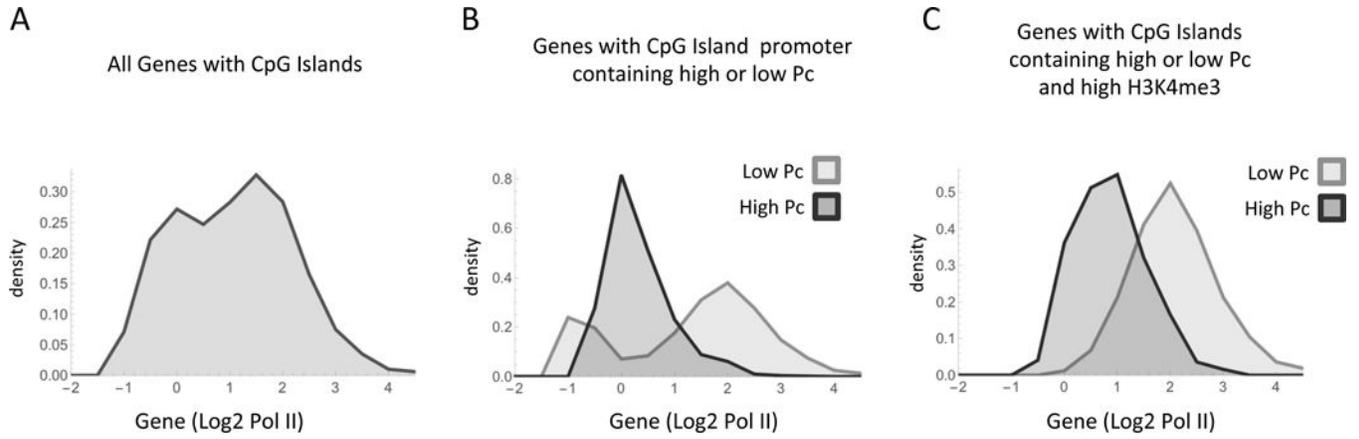 A
All Genes with CpG Islands
0.30
0.25
0.20
0.15
0.10
0.05
0.00
density
−2 −1 0 1 2 3 4
Gene (Log2 Pol II)
B
Genes with CpG Island promoter
containing high or low Pc
Low Pc
High Pc
0.8
0.6
0.4
0.2
0.0
density
−2 −1 0 1 2 3 4
Gene (Log2 Pol II)
C
Genes with CpG Islands
containing high or low Pc
and high H3K4me3
Low Pc
High Pc
0.5
0.4
0.3
0.2
0.1
0.0
density
−2 −1 0 1 2 3 4
Gene (Log2 Pol II)